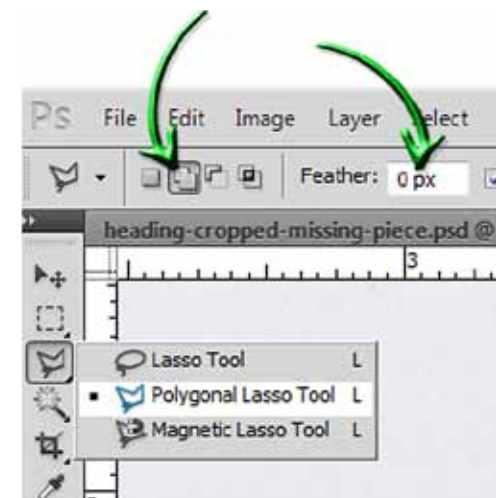 Ps File Edit Image Layer Select
Feather: 0 px
heading-cropped-missing-piece.psd @
3
Lasso Tool L
Polygonal Lasso Tool L
Magnetic Lasso Tool L